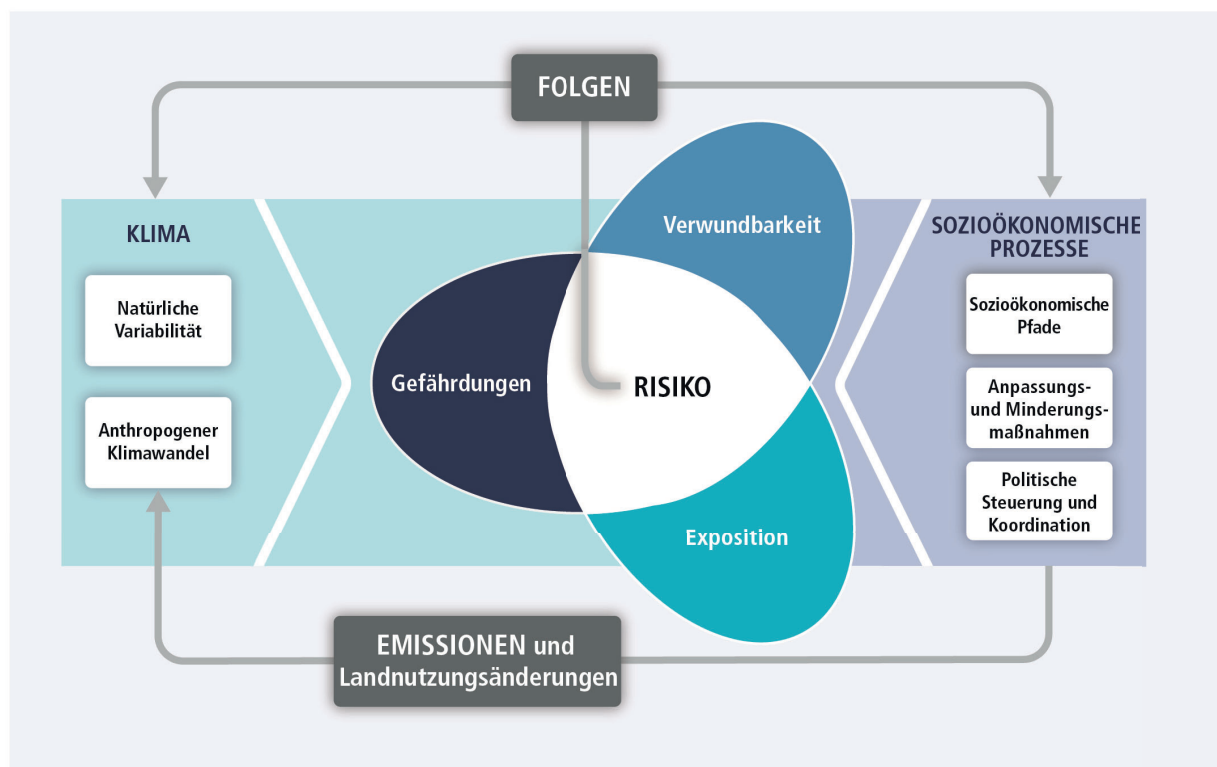 FOLGEN
KLIMA
Natürliche
Variabilität
Anthropogener
Klimawandel
Verwundbarkeit
Gefährdungen
RISIKO
Exposition
SOZIOÖKONOMISCHE
PROZESSE
Sozioökonomische
Pfade
Anpassungs-
und Minderungs-
maßnahmen
Politische
Steuerung und
Koordination
EMISSIONEN und
Landnutzungsänderungen